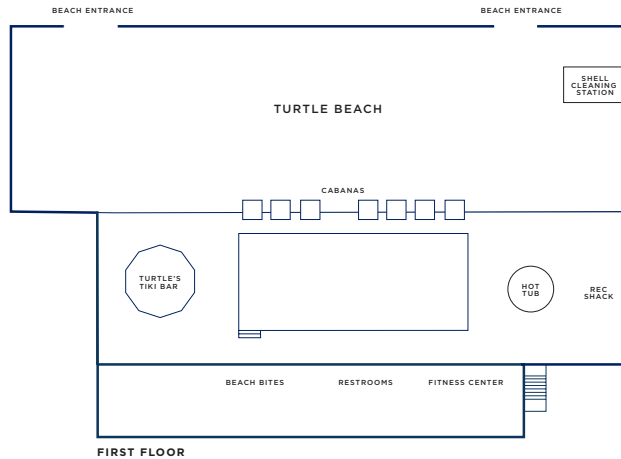 BEACH ENTRANCE
BEACH ENTRANCE
SHELL
CLEANING
STATION
TURTLE BEACH
CABANAS
TURTLE'S
TIKI BAR
HOT
TUB
REC
SHACK
BEACH BITES
RESTROOMS
FITNESS CENTER
FIRST FLOOR